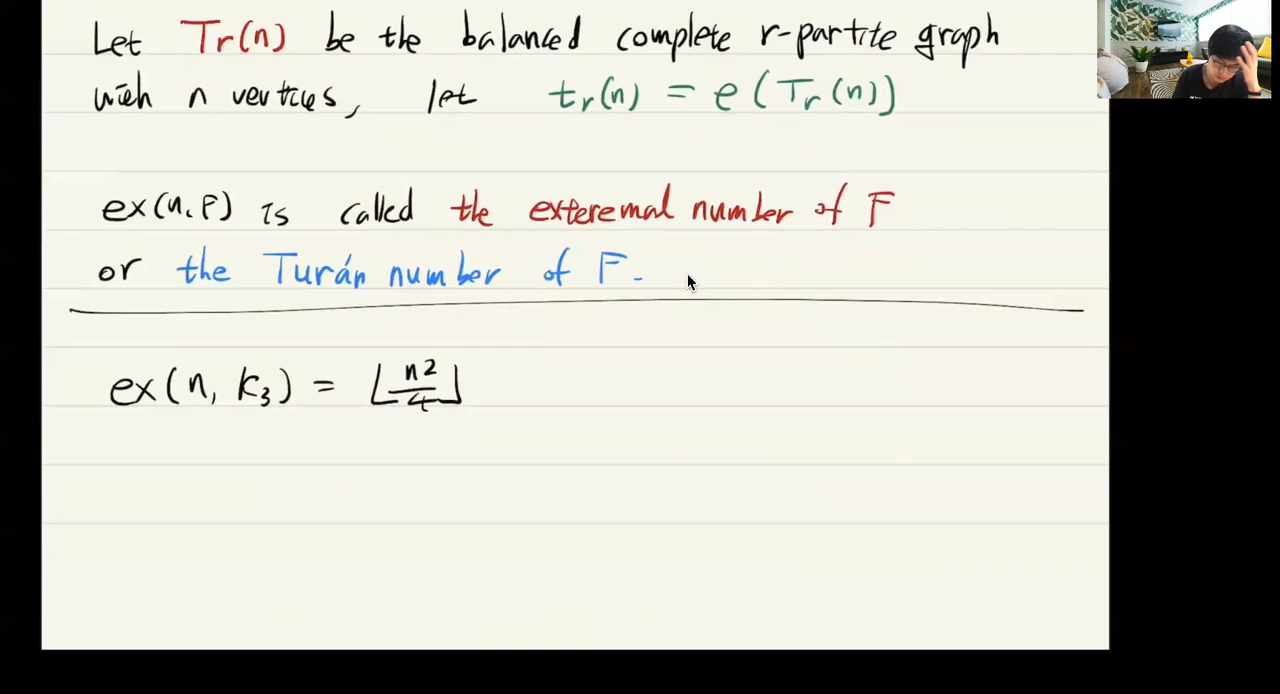 Let Tr(n) be the balanced complete r-partite graph
with n vertices, let tr(n) = e(Tr(n))
ex(n, F) is called the exteremal number of F
or the Turán number of F.
ex(n, K₃) = ⌊n²/4⌋